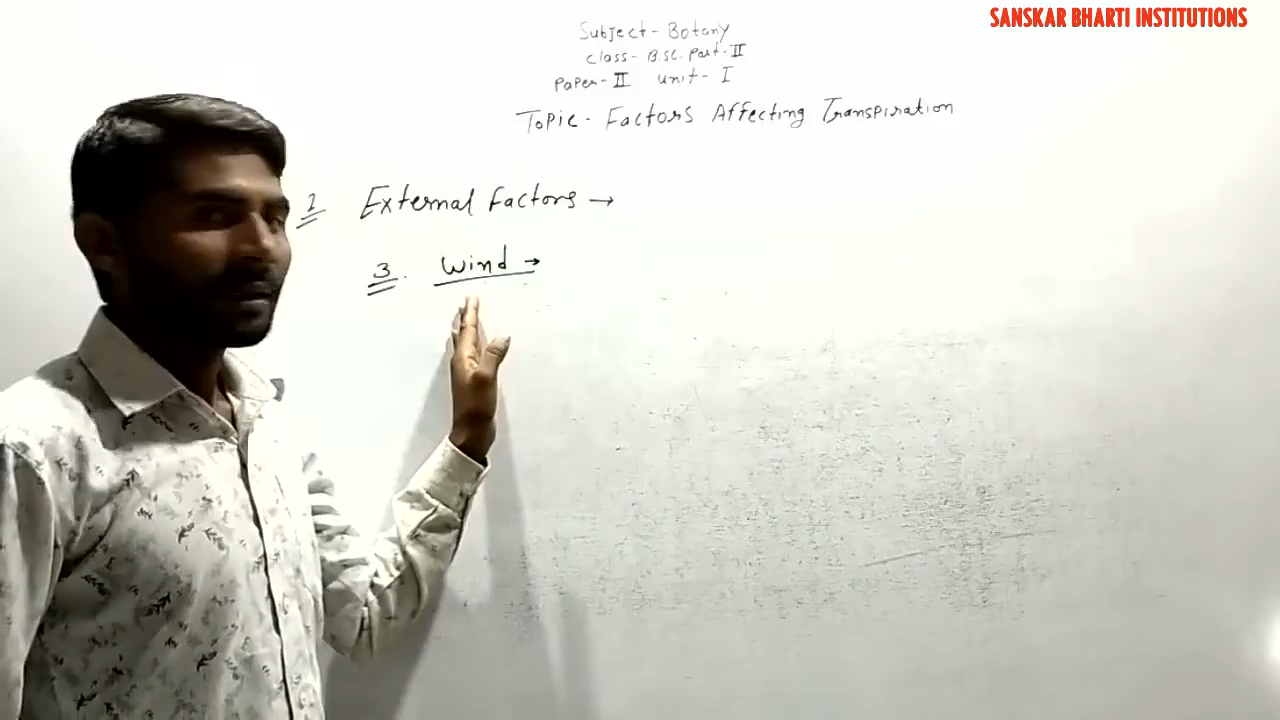 SANSKAR BHARTI INSTITUTIONS
Subject - Botany
Class - B.Sc. Part - II
Paper - II Unit - I
Topic - Factors Affecting Transpiration
2 External Factors →
3. Wind →